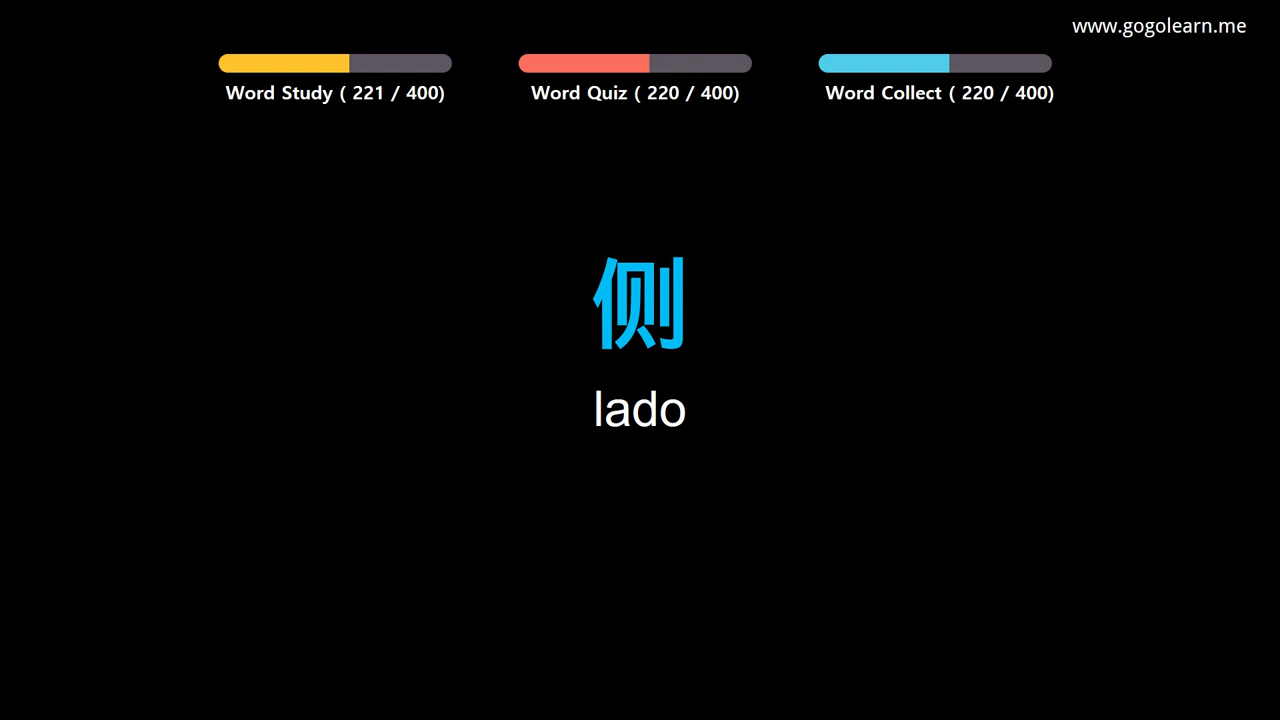 www.gogolearn.me
Word Study ( 221 / 400)
Word Quiz ( 220 / 400)
Word Collect ( 220 / 400)
侧
lado